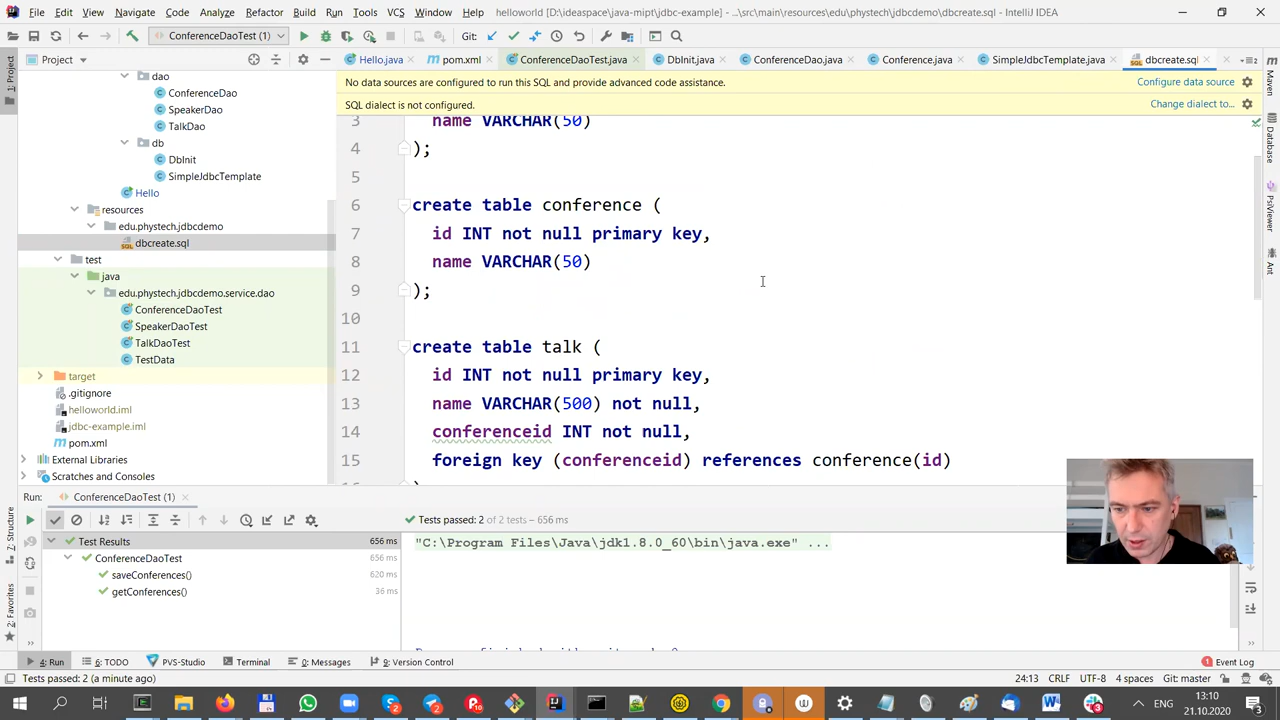 File Edit View Navigate Code Analyze Refactor Build Run Tools VCS Window Help helloworld [D:\ideaspace\java-mipt\jdbc-example] - ...\src\main\resources\edu\phystech\jdbcdemo\dbcreate.sql - IntelliJ IDEA
ConferenceDaoTest (1) Git:
Project Hello.java pom.xml ConferenceDaoTest.java DbInit.java ConferenceDao.java Conference.java SimpleJdbcTemplate.java dbcreate.sql
1: Project
dao
ConferenceDao
SpeakerDao
TalkDao
db
DbInit
SimpleJdbcTemplate
Hello
resources
edu.phystech.jdbcdemo
dbcreate.sql
test
java
edu.phystech.jdbcdemo.service.dao
ConferenceDaoTest
SpeakerDaoTest
TalkDaoTest
TestData
target
.gitignore
helloworld.iml
jdbc-example.iml
pom.xml
External Libraries
Scratches and Consoles
No data sources are configured to run this SQL and provide advanced code assistance. Configure data source
SQL dialect is not configured. Change dialect to...
3 name VARCHAR(50)
4 );
5
6 create table conference (
7 id INT not null primary key,
8 name VARCHAR(50)
9 );
10
11 create table talk (
12 id INT not null primary key,
13 name VARCHAR(500) not null,
14 conferenceid INT not null,
15 foreign key (conferenceid) references conference(id)
Maven
Database
PsiViewer
Ant
7: Structure
2: Favorites
Run: ConferenceDaoTest (1)
Tests passed: 2 of 2 tests – 656 ms
Test Results 656 ms
ConferenceDaoTest 656 ms
saveConferences() 620 ms
getConferences() 36 ms
"C:\Program Files\Java\jdk1.8.0_60\bin\java.exe" ...
4: Run 6: TODO PVS-Studio Terminal 0: Messages 9: Version Control 1 Event Log
Tests passed: 2 (a minute ago) 24:13 CRLF UTF-8 4 spaces Git: master
ENG 13:10
21.10.2020